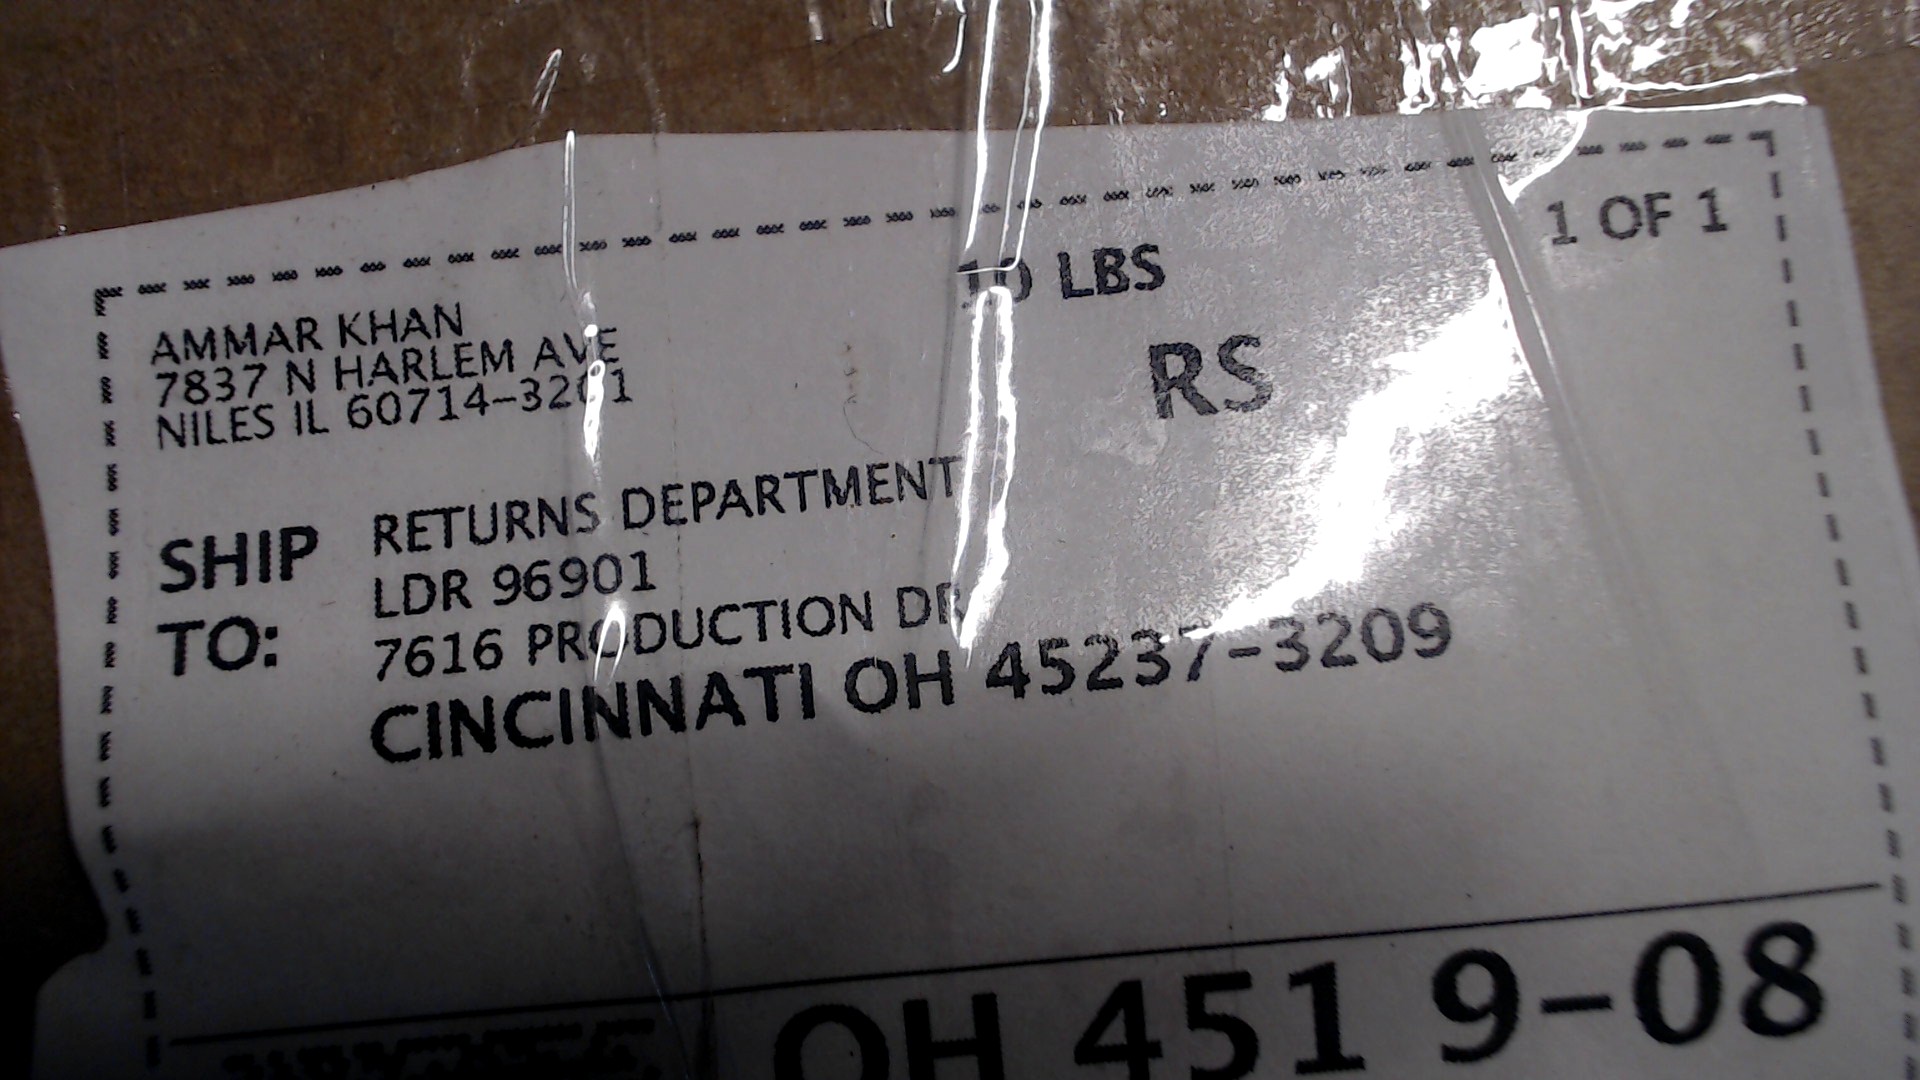 1 OF 1
10 LBS
RS
AMMAR KHAN
7837 N HARLEM AVE
NILES IL 60714-3201
SHIP TO:
RETURNS DEPARTMENT
LDR 96901
7616 PRODUCTION DR
CINCINNATI OH 45237-3209
OH 451 9-08